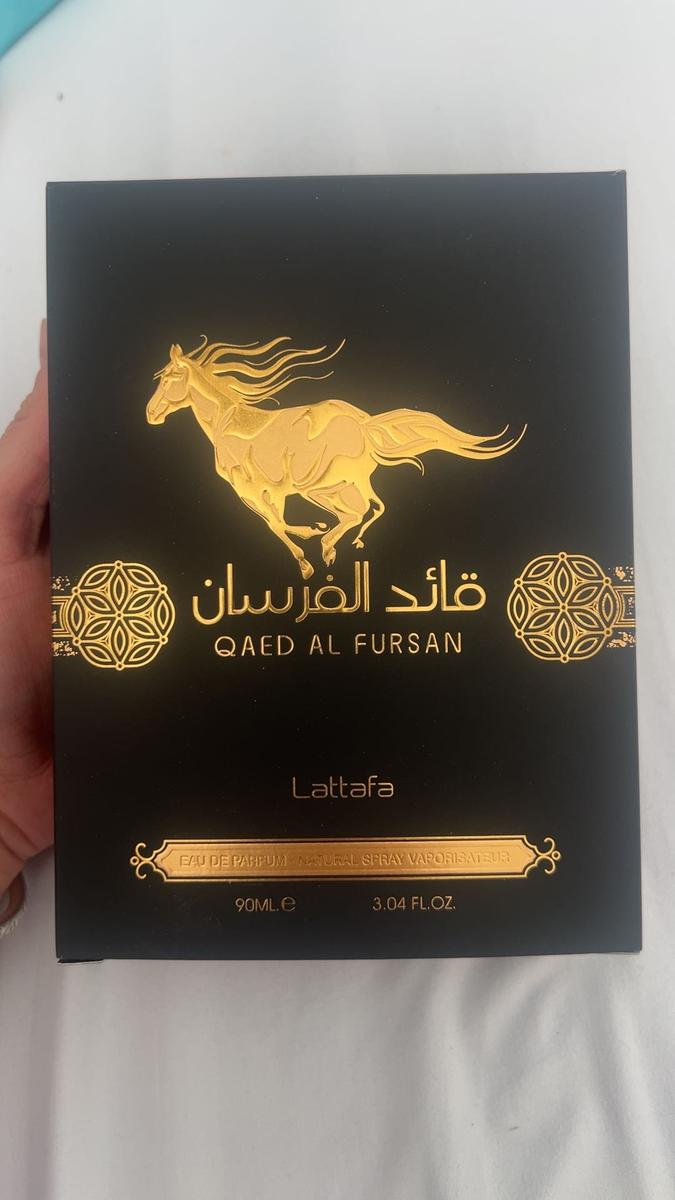 قائد الفرسان
QAED AL FURSAN
Lattafa
EAU DE PARFUM - NATURAL SPRAY VAPORISATEUR
90ML.e 3.04 FL.OZ.